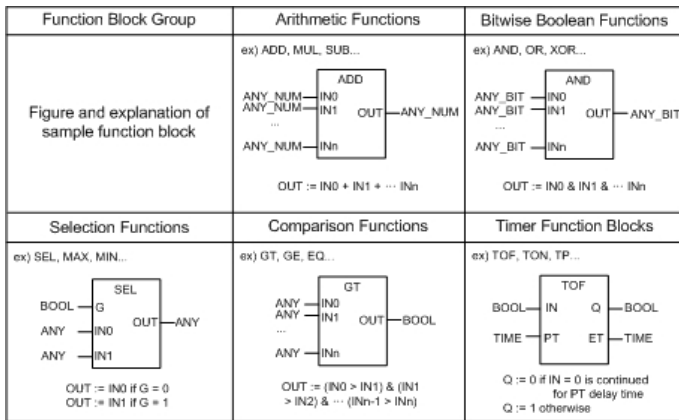 Function Block Group
Arithmetic Functions
Bitwise Boolean Functions
Figure and explanation of
sample function block
ex) ADD, MUL, SUB...
ADD
ANY_NUM IN0
ANY_NUM IN1
...
OUT ANY_NUM
ANY_NUM INn
OUT := IN0 + IN1 + ··· INn
ex) AND, OR, XOR...
AND
ANY_BIT IN0
ANY_BIT IN1
...
OUT ANY_BIT
ANY_BIT INn
OUT := IN0 & IN1 & ··· INn
Selection Functions
Comparison Functions
Timer Function Blocks
ex) SEL, MAX, MIN...
SEL
BOOL G
OUT ANY
ANY IN0
ANY IN1
OUT := IN0 if G = 0
OUT := IN1 if G = 1
ex) GT, GE, EQ...
GT
ANY IN0
ANY IN1
...
OUT BOOL
ANY INn
OUT := (IN0 > IN1) & (IN1
> IN2) & ··· (INn-1 > INn)
ex) TOF, TON, TP...
TOF
BOOL IN Q BOOL
TIME PT ET TIME
Q := 0 if IN = 0 is continued
for PT delay time
Q := 1 otherwise